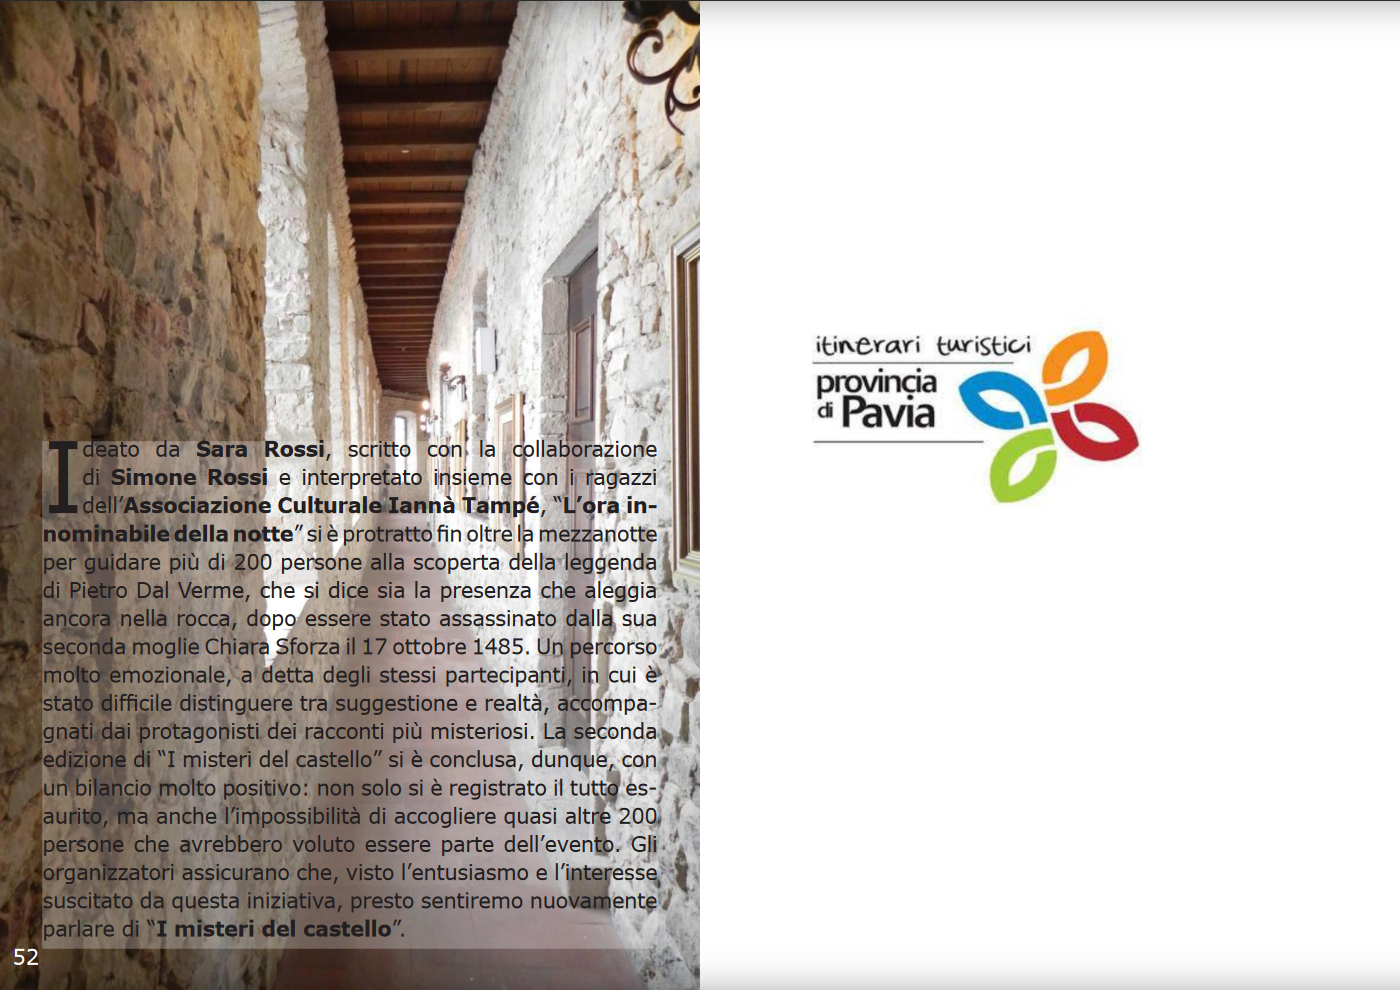 Ideato da Sara Rossi, scritto con la collaborazione
di Simone Rossi e interpretato insieme con i ragazzi
dell’Associazione Culturale Iannà Tampé, “L’ora in-
nominabile della notte” si è protratto fin oltre la mezzanotte
per guidare più di 200 persone alla scoperta della leggenda
di Pietro Dal Verme, che si dice sia la presenza che aleggia
ancora nella rocca, dopo essere stato assassinato dalla sua
seconda moglie Chiara Sforza il 17 ottobre 1485. Un percorso
molto emozionale, a detta degli stessi partecipanti, in cui è
stato difficile distinguere tra suggestione e realtà, accompa-
gnati dai protagonisti dei racconti più misteriosi. La seconda
edizione di “I misteri del castello” si è conclusa, dunque, con
un bilancio molto positivo: non solo si è registrato il tutto es-
aurito, ma anche l’impossibilità di accogliere quasi altre 200
persone che avrebbero voluto essere parte dell’evento. Gli
organizzatori assicurano che, visto l’entusiasmo e l’interesse
suscitato da questa iniziativa, presto sentiremo nuovamente
parlare di “I misteri del castello”.
52
itinerari turistici
provincia
di Pavia